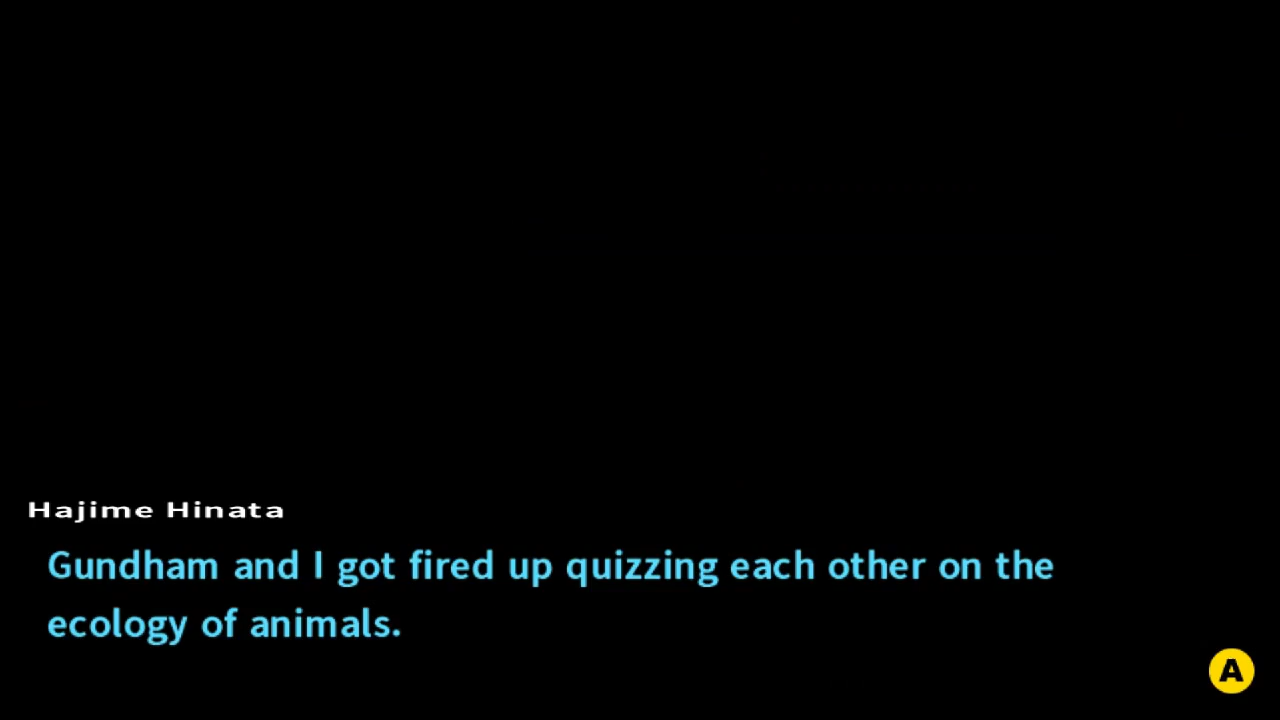 Hajime Hinata
Gundham and I got fired up quizzing each other on the
ecology of animals.
A